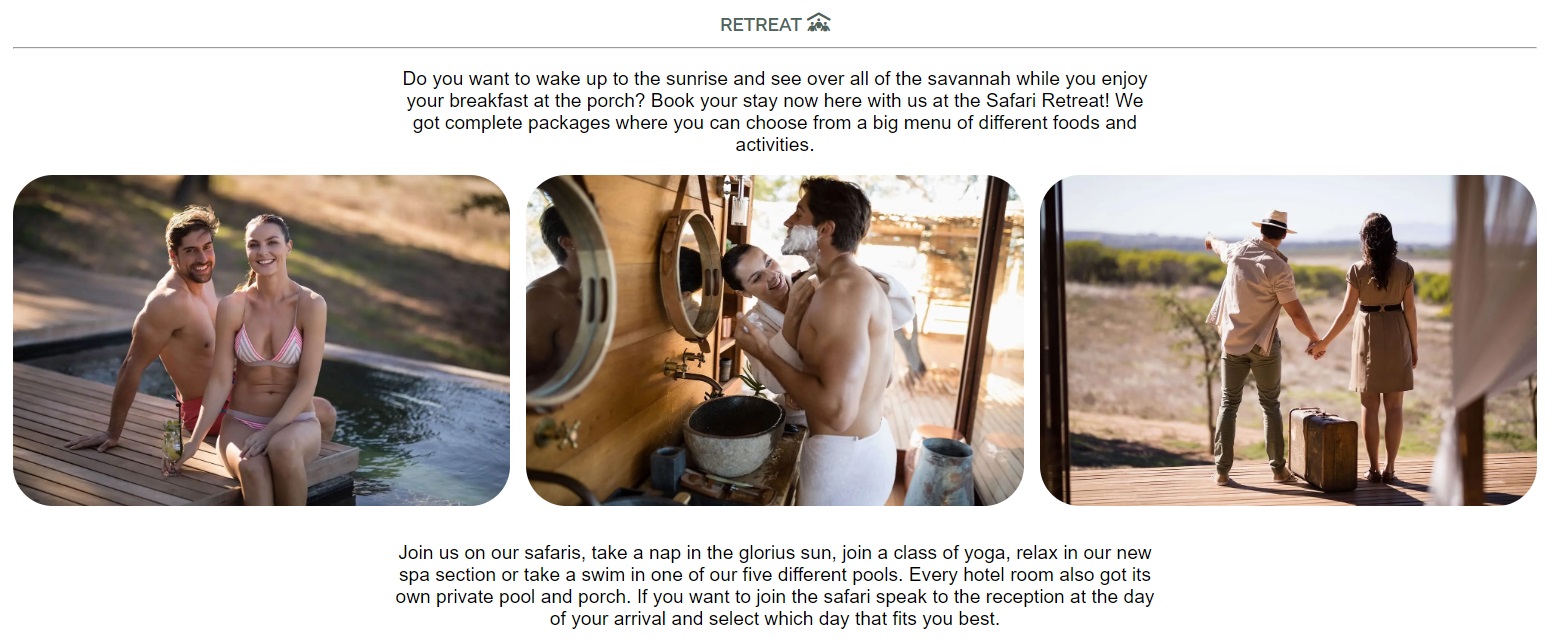 RETREAT
Do you want to wake up to the sunrise and see over all of the savannah while you enjoy
your breakfast at the porch? Book your stay now here with us at the Safari Retreat! We
got complete packages where you can choose from a big menu of different foods and
activities.
Join us on our safaris, take a nap in the glorius sun, join a class of yoga, relax in our new
spa section or take a swim in one of our five different pools. Every hotel room also got its
own private pool and porch. If you want to join the safari speak to the reception at the day
of your arrival and select which day that fits you best.